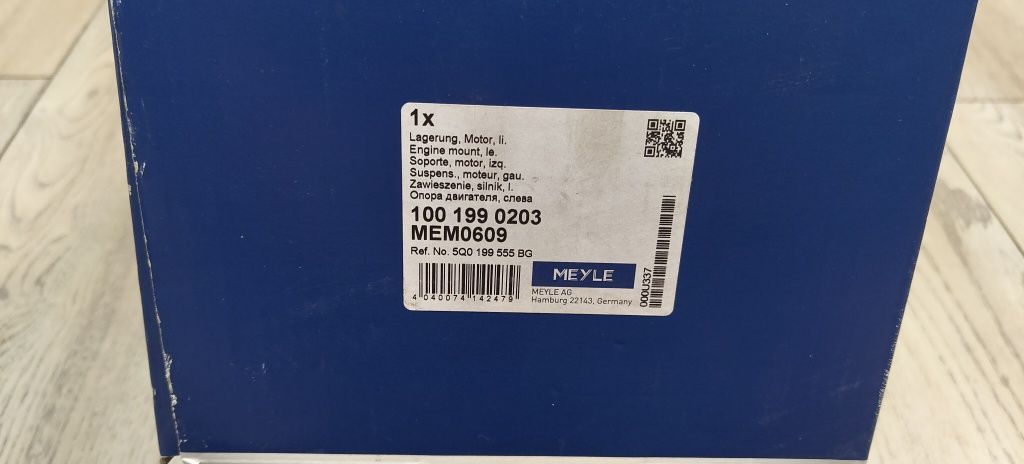 1x
Lagerung, Motor, li.
Engine mount, le.
Soporte, motor, izq.
Suspens., moteur, gau.
Zawieszenie, silnik, l.
Опора двигателя, слева
100 199 0203
MEM0609
Ref. No. 5Q0 199 555 BG
4 040074 142479
MEYLE
MEYLE AG
Hamburg 22143, Germany
000U337